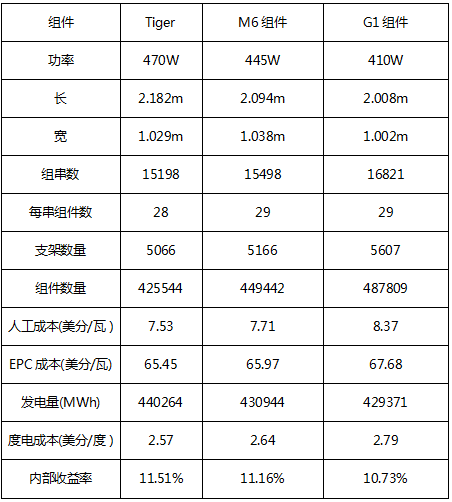 组件 Tiger M6 组件 G1 组件
功率 470W 445W 410W
长 2.182m 2.094m 2.008m
宽 1.029m 1.038m 1.002m
组串数 15198 15498 16821
每串组件数 28 29 29
支架数量 5066 5166 5607
组件数量 425544 449442 487809
人工成本(美分/瓦) 7.53 7.71 8.37
EPC 成本(美分/瓦) 65.45 65.97 67.68
发电量(MWh) 440264 430944 429371
度电成本(美分/度) 2.57 2.64 2.79
内部收益率 11.51% 11.16% 10.73%